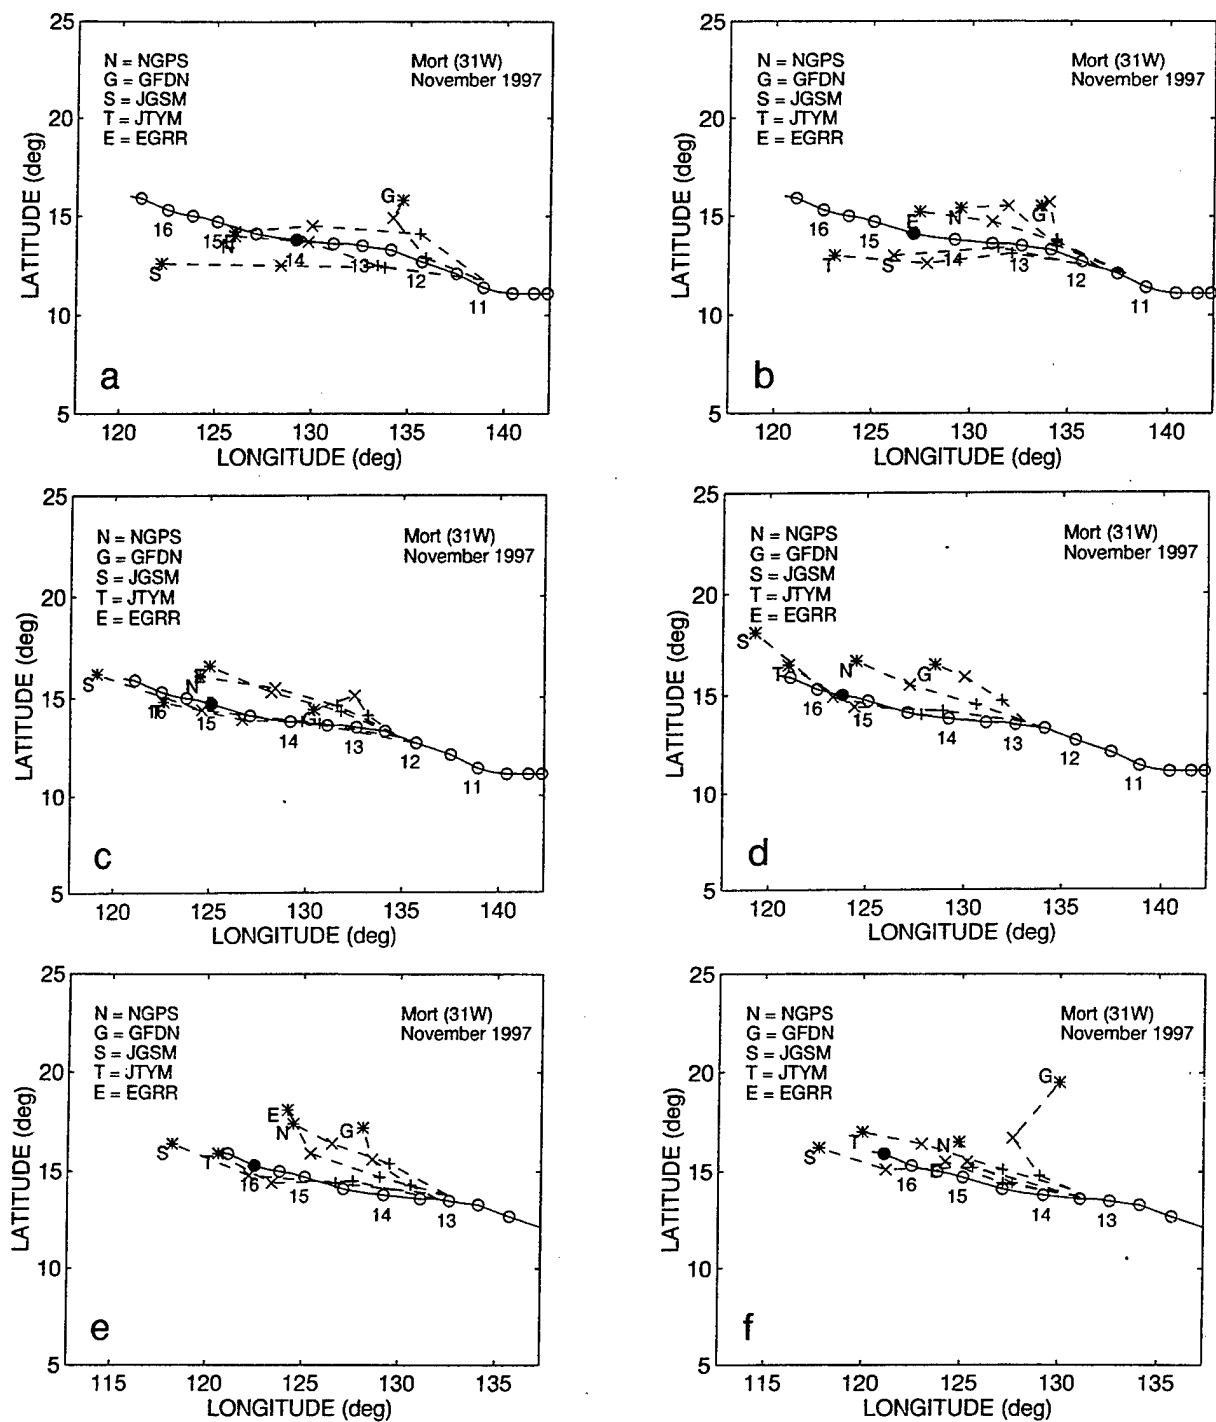 25
20
15
10
5
LATITUDE (deg)
N = NGPS
G = GFDN
S = JGSM
T = JTYM
E = EGRR
Mort (31W)
November 1997
G
N
S
16
15
14
13
12
11
a
120
125
130
135
140
LONGITUDE (deg)
25
20
15
10
5
LATITUDE (deg)
N = NGPS
G = GFDN
S = JGSM
T = JTYM
E = EGRR
Mort (31W)
November 1997
E
N
G
T
S
16
15
14
13
12
11
b
120
125
130
135
140
LONGITUDE (deg)
25
20
15
10
5
LATITUDE (deg)
N = NGPS
G = GFDN
S = JGSM
T = JTYM
E = EGRR
Mort (31W)
November 1997
S
E
N
T
G
15
14
13
12
11
c
120
125
130
135
140
LONGITUDE (deg)
25
20
15
10
5
LATITUDE (deg)
N = NGPS
G = GFDN
S = JGSM
T = JTYM
E = EGRR
Mort (31W)
November 1997
S
T
N
G
16
15
14
13
12
11
d
120
125
130
135
140
LONGITUDE (deg)
25
20
15
10
5
LATITUDE (deg)
N = NGPS
G = GFDN
S = JGSM
T = JTYM
E = EGRR
Mort (31W)
November 1997
E
N
G
S
T
16
15
14
13
e
115
120
125
130
135
LONGITUDE (deg)
25
20
15
10
5
LATITUDE (deg)
N = NGPS
G = GFDN
S = JGSM
T = JTYM
E = EGRR
Mort (31W)
November 1997
G
T
N
S
E
16
15
14
13
f
115
120
125
130
135
LONGITUDE (deg)